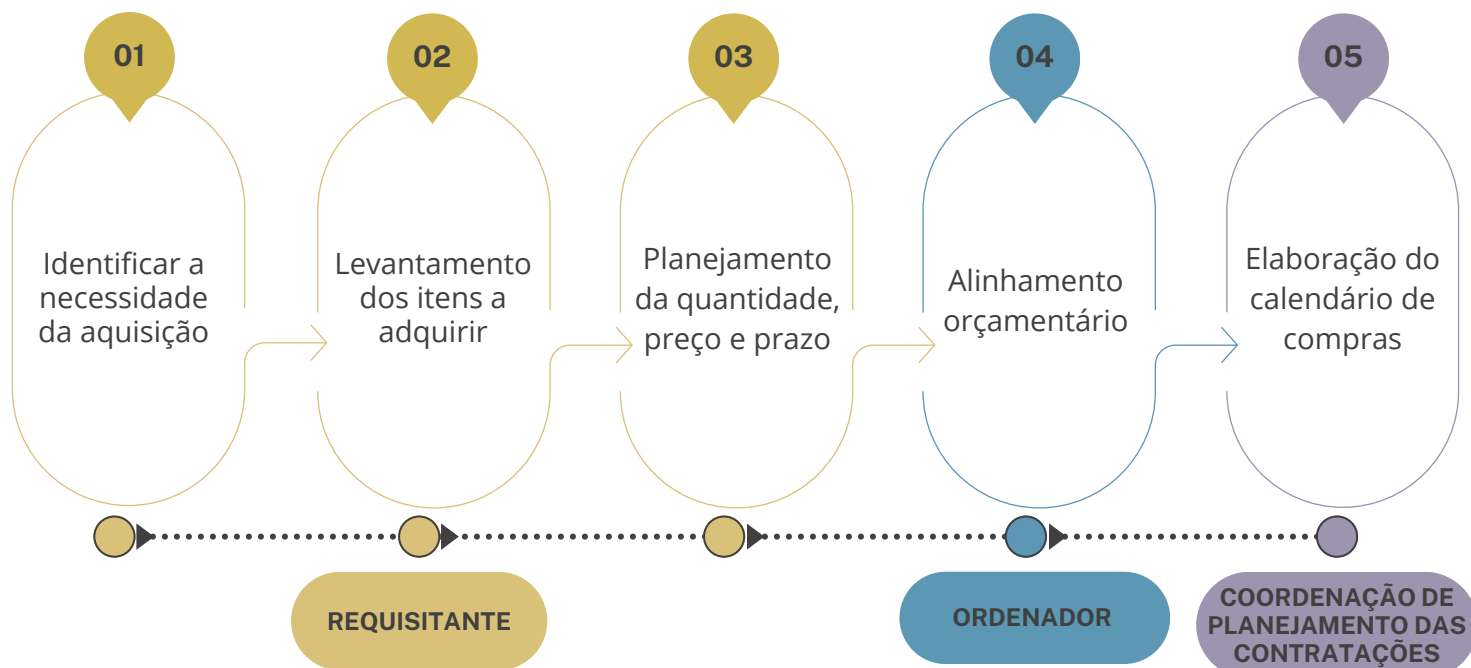 01
Identificar a
necessidade
da aquisição
02
Levantamento
dos itens a
adquirir
03
Planejamento
da quantidade,
preço e prazo
04
Alinhamento
orçamentário
05
Elaboração do
calendário de
compras
REQUISITANTE
ORDENADOR
COORDENAÇÃO DE
PLANEJAMENTO DAS
CONTRATAÇÕES